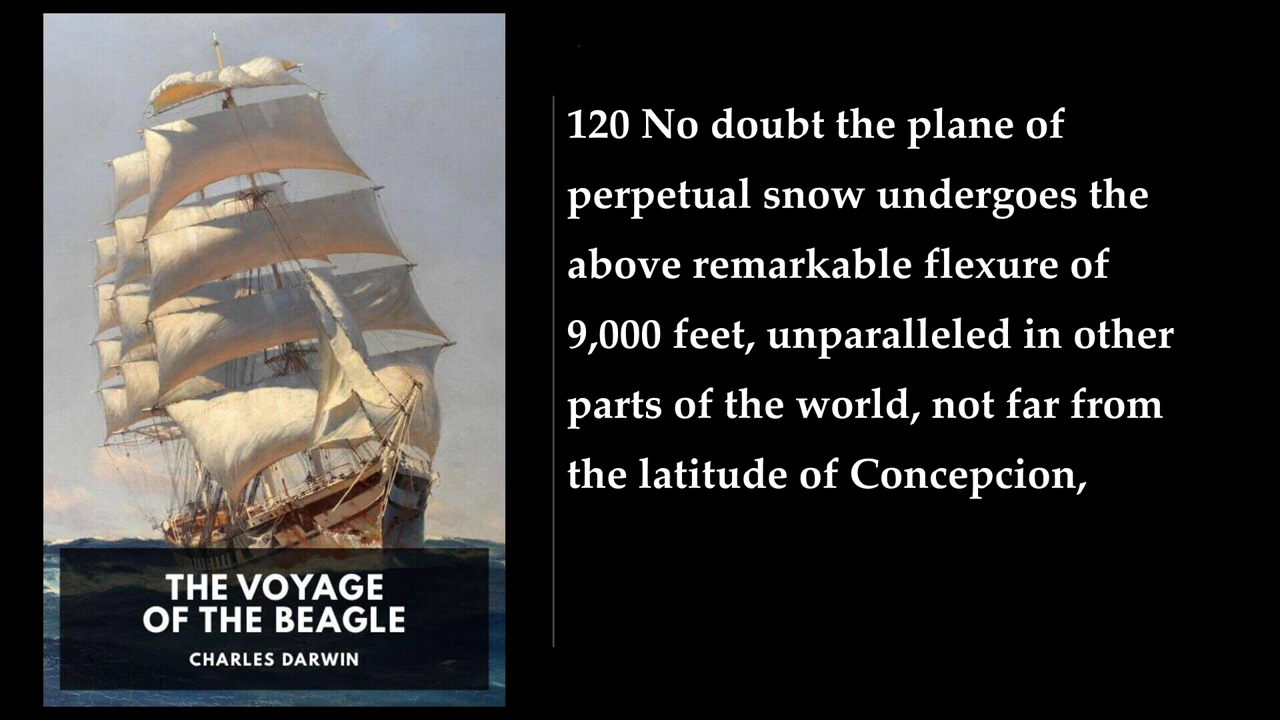 THE VOYAGE
OF THE BEAGLE
CHARLES DARWIN
120 No doubt the plane of
perpetual snow undergoes the
above remarkable flexure of
9,000 feet, unparalleled in other
parts of the world, not far from
the latitude of Concepcion,